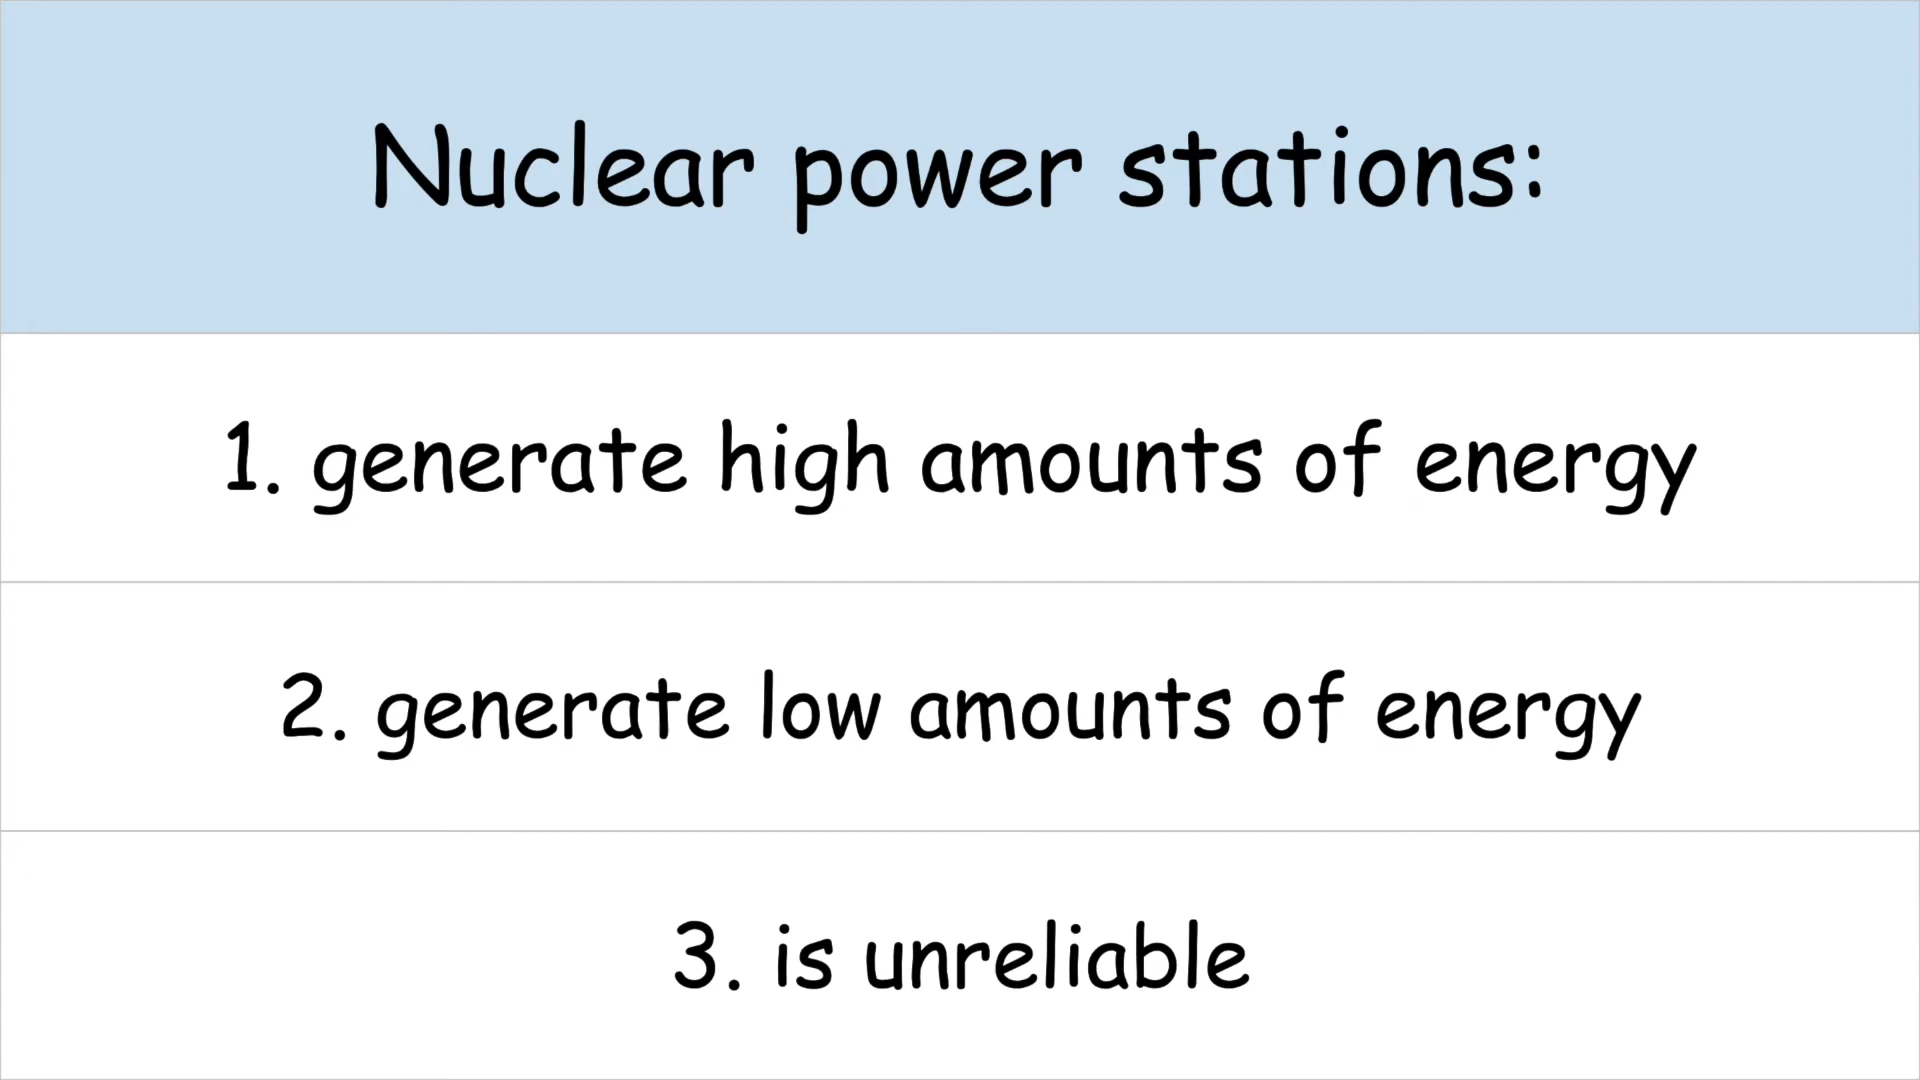 Nuclear power stations:
1. generate high amounts of energy
2. generate low amounts of energy
3. is unreliable